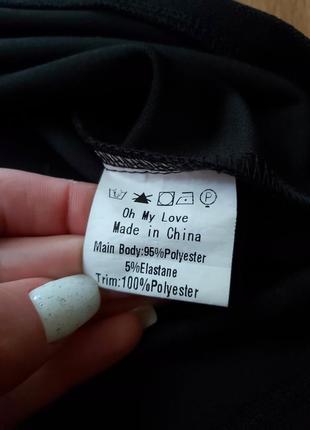 P
Oh My Love
Made in China
Main Body:95%Polyester
5%Elastane
Trim:100%Polyester